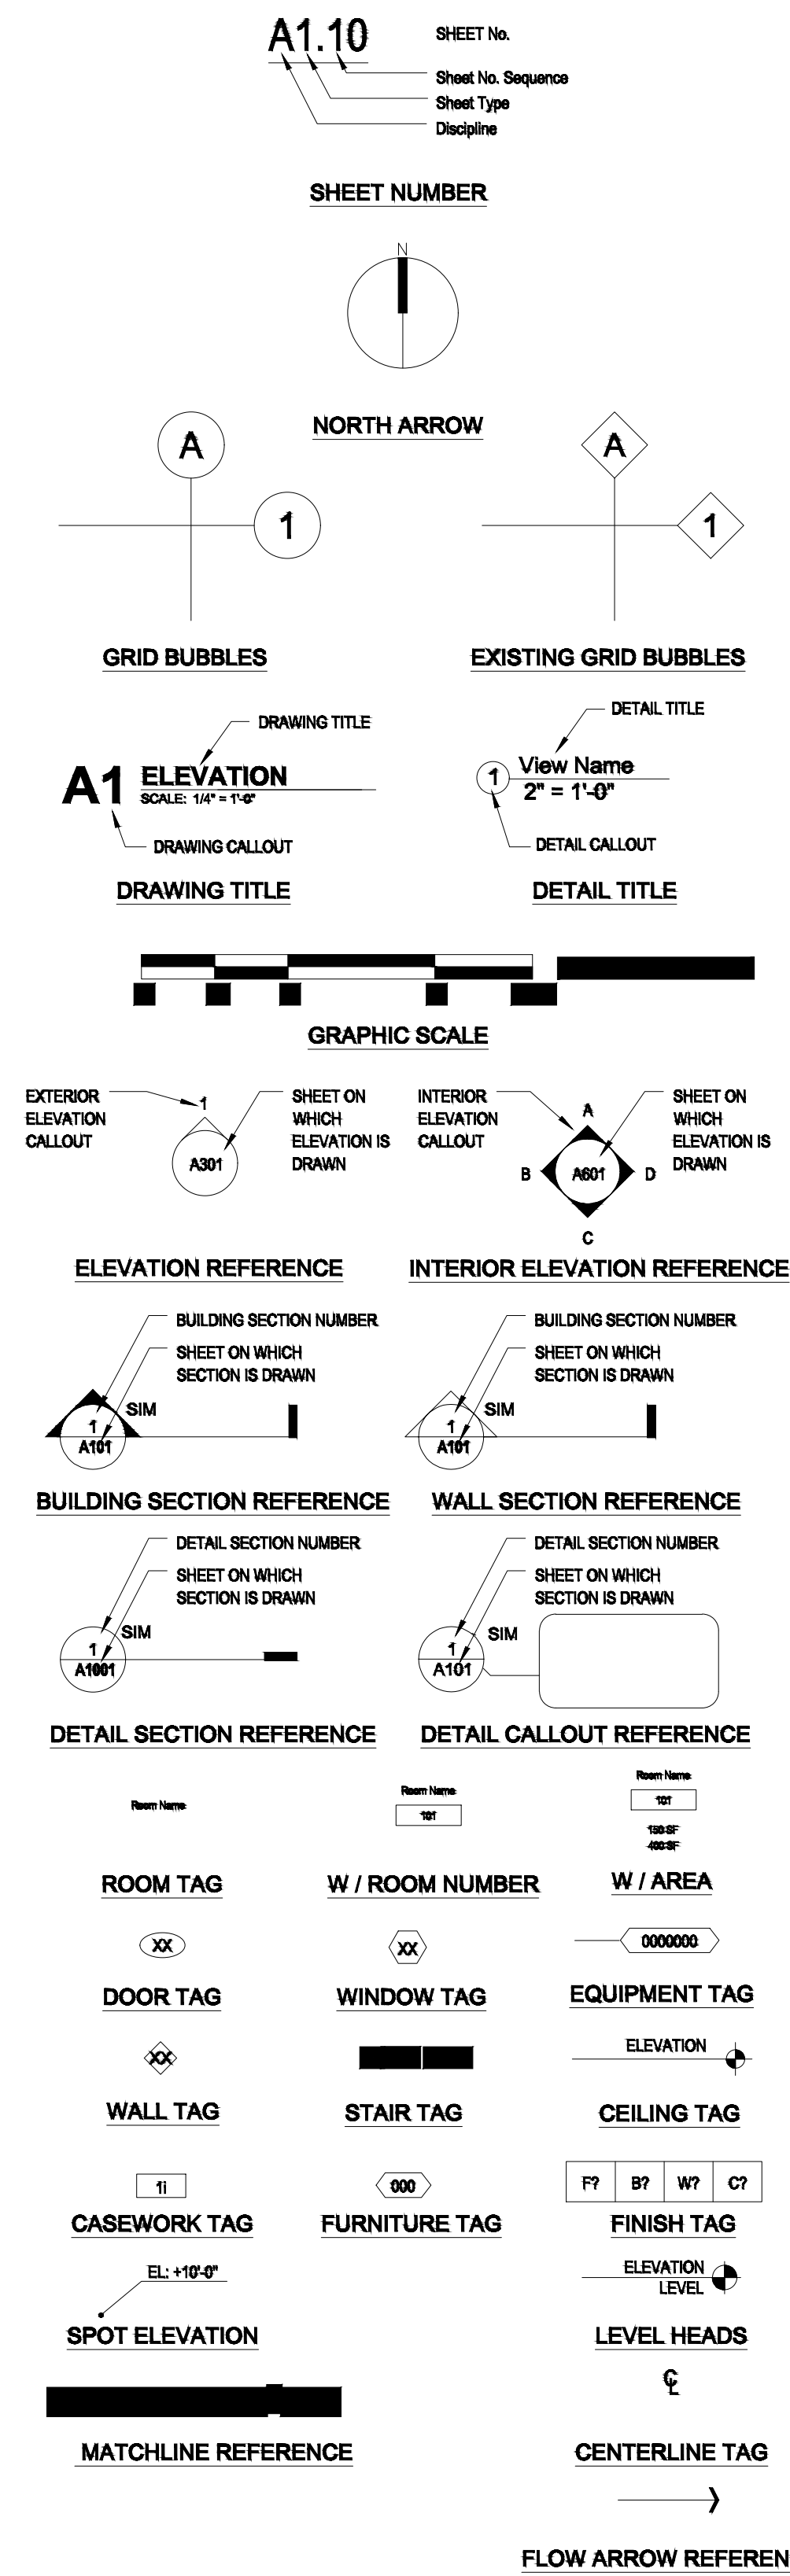 A1.10
SHEET No.
Sheet No. Sequence
Sheet Type
Discipline
SHEET NUMBER
N
NORTH ARROW
A
1
GRID BUBBLES
A
1
EXISTING GRID BUBBLES
DRAWING TITLE
A1
ELEVATION
SCALE: 1/4" = 1'-0"
DRAWING CALLOUT
DRAWING TITLE
DETAIL TITLE
1
View Name
2" = 1'-0"
DETAIL CALLOUT
DETAIL TITLE
GRAPHIC SCALE
EXTERIOR
ELEVATION
CALLOUT
1
A301
SHEET ON
WHICH
ELEVATION IS
DRAWN
ELEVATION REFERENCE
INTERIOR
ELEVATION
CALLOUT
A
B
A601
D
C
SHEET ON
WHICH
ELEVATION IS
DRAWN
INTERIOR ELEVATION REFERENCE
BUILDING SECTION NUMBER
SHEET ON WHICH
SECTION IS DRAWN
SIM
1
A101
BUILDING SECTION REFERENCE
BUILDING SECTION NUMBER
SHEET ON WHICH
SECTION IS DRAWN
SIM
1
A101
WALL SECTION REFERENCE
DETAIL SECTION NUMBER
SHEET ON WHICH
SECTION IS DRAWN
SIM
1
A1001
DETAIL SECTION REFERENCE
DETAIL SECTION NUMBER
SHEET ON WHICH
SECTION IS DRAWN
SIM
1
A101
DETAIL CALLOUT REFERENCE
Room Name
ROOM TAG
Room Name
101
W / ROOM NUMBER
Room Name
101
150 SF
400 SF
W / AREA
XX
DOOR TAG
XX
WINDOW TAG
0000000
EQUIPMENT TAG
XX
WALL TAG
STAIR TAG
ELEVATION
CEILING TAG
1i
CASEWORK TAG
000
FURNITURE TAG
F? B? W? C?
FINISH TAG
EL: +10'-0"
SPOT ELEVATION
ELEVATION
LEVEL
LEVEL HEADS
MATCHLINE REFERENCE
℄
CENTERLINE TAG
FLOW ARROW REFEREN